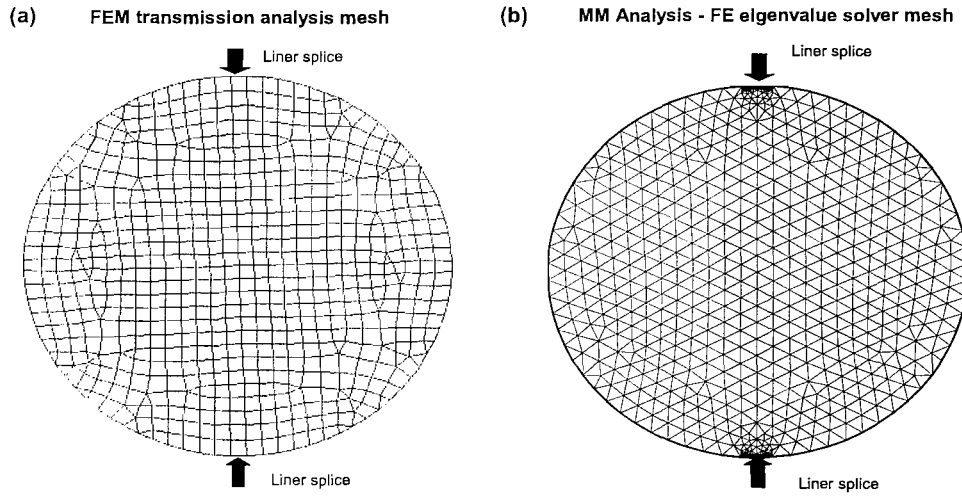 (a) FEM transmission analysis mesh
(b) MM Analysis - FE eigenvalue solver mesh
Liner splice
Liner splice
Liner splice
Liner splice